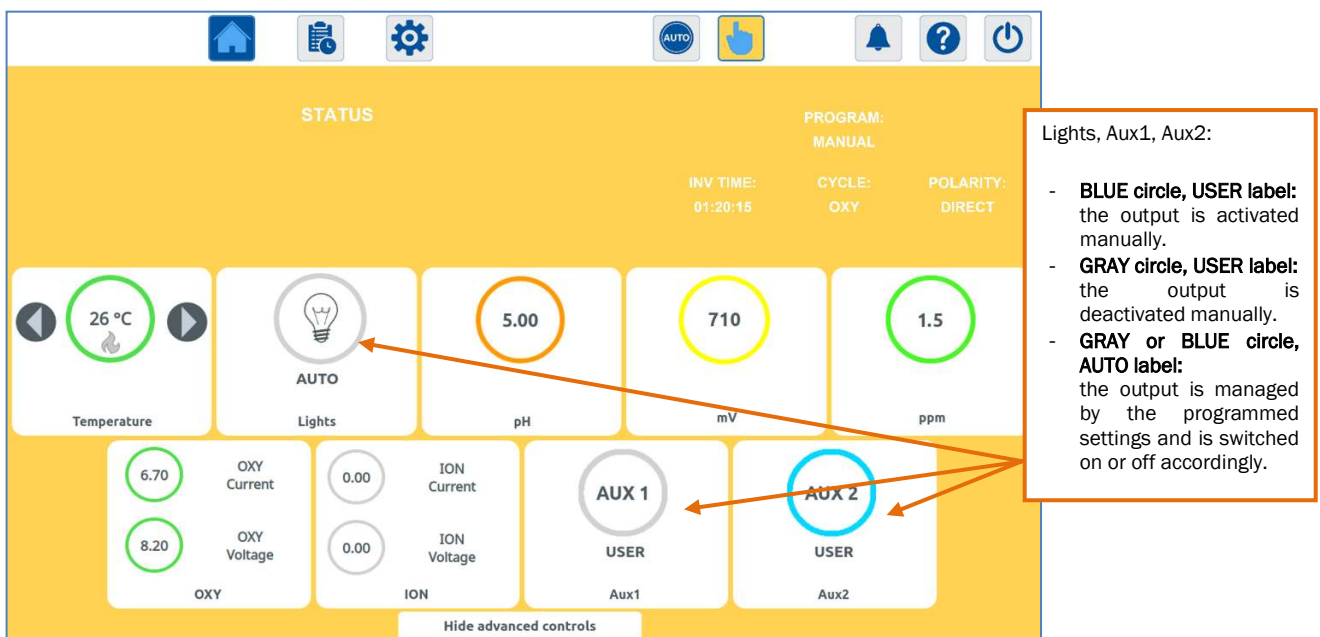 AUTO
STATUS
PROGRAM:
MANUAL
INV TIME:
CYCLE:
POLARITY:
01:20:15
OXY
DIRECT
26 °C
Temperature
AUTO
Lights
5.00
pH
710
mV
1.5
ppm
6.70
OXY
Current
8.20
OXY
Voltage
OXY
0.00
ION
Current
0.00
ION
Voltage
ION
AUX 1
USER
Aux1
AUX 2
USER
Aux2
Hide advanced controls
Lights, Aux1, Aux2:
- BLUE circle, USER label:
the output is activated
manually.
- GRAY circle, USER label:
the output is
deactivated manually.
- GRAY or BLUE circle,
AUTO label:
the output is managed
by the programmed
settings and is switched
on or off accordingly.